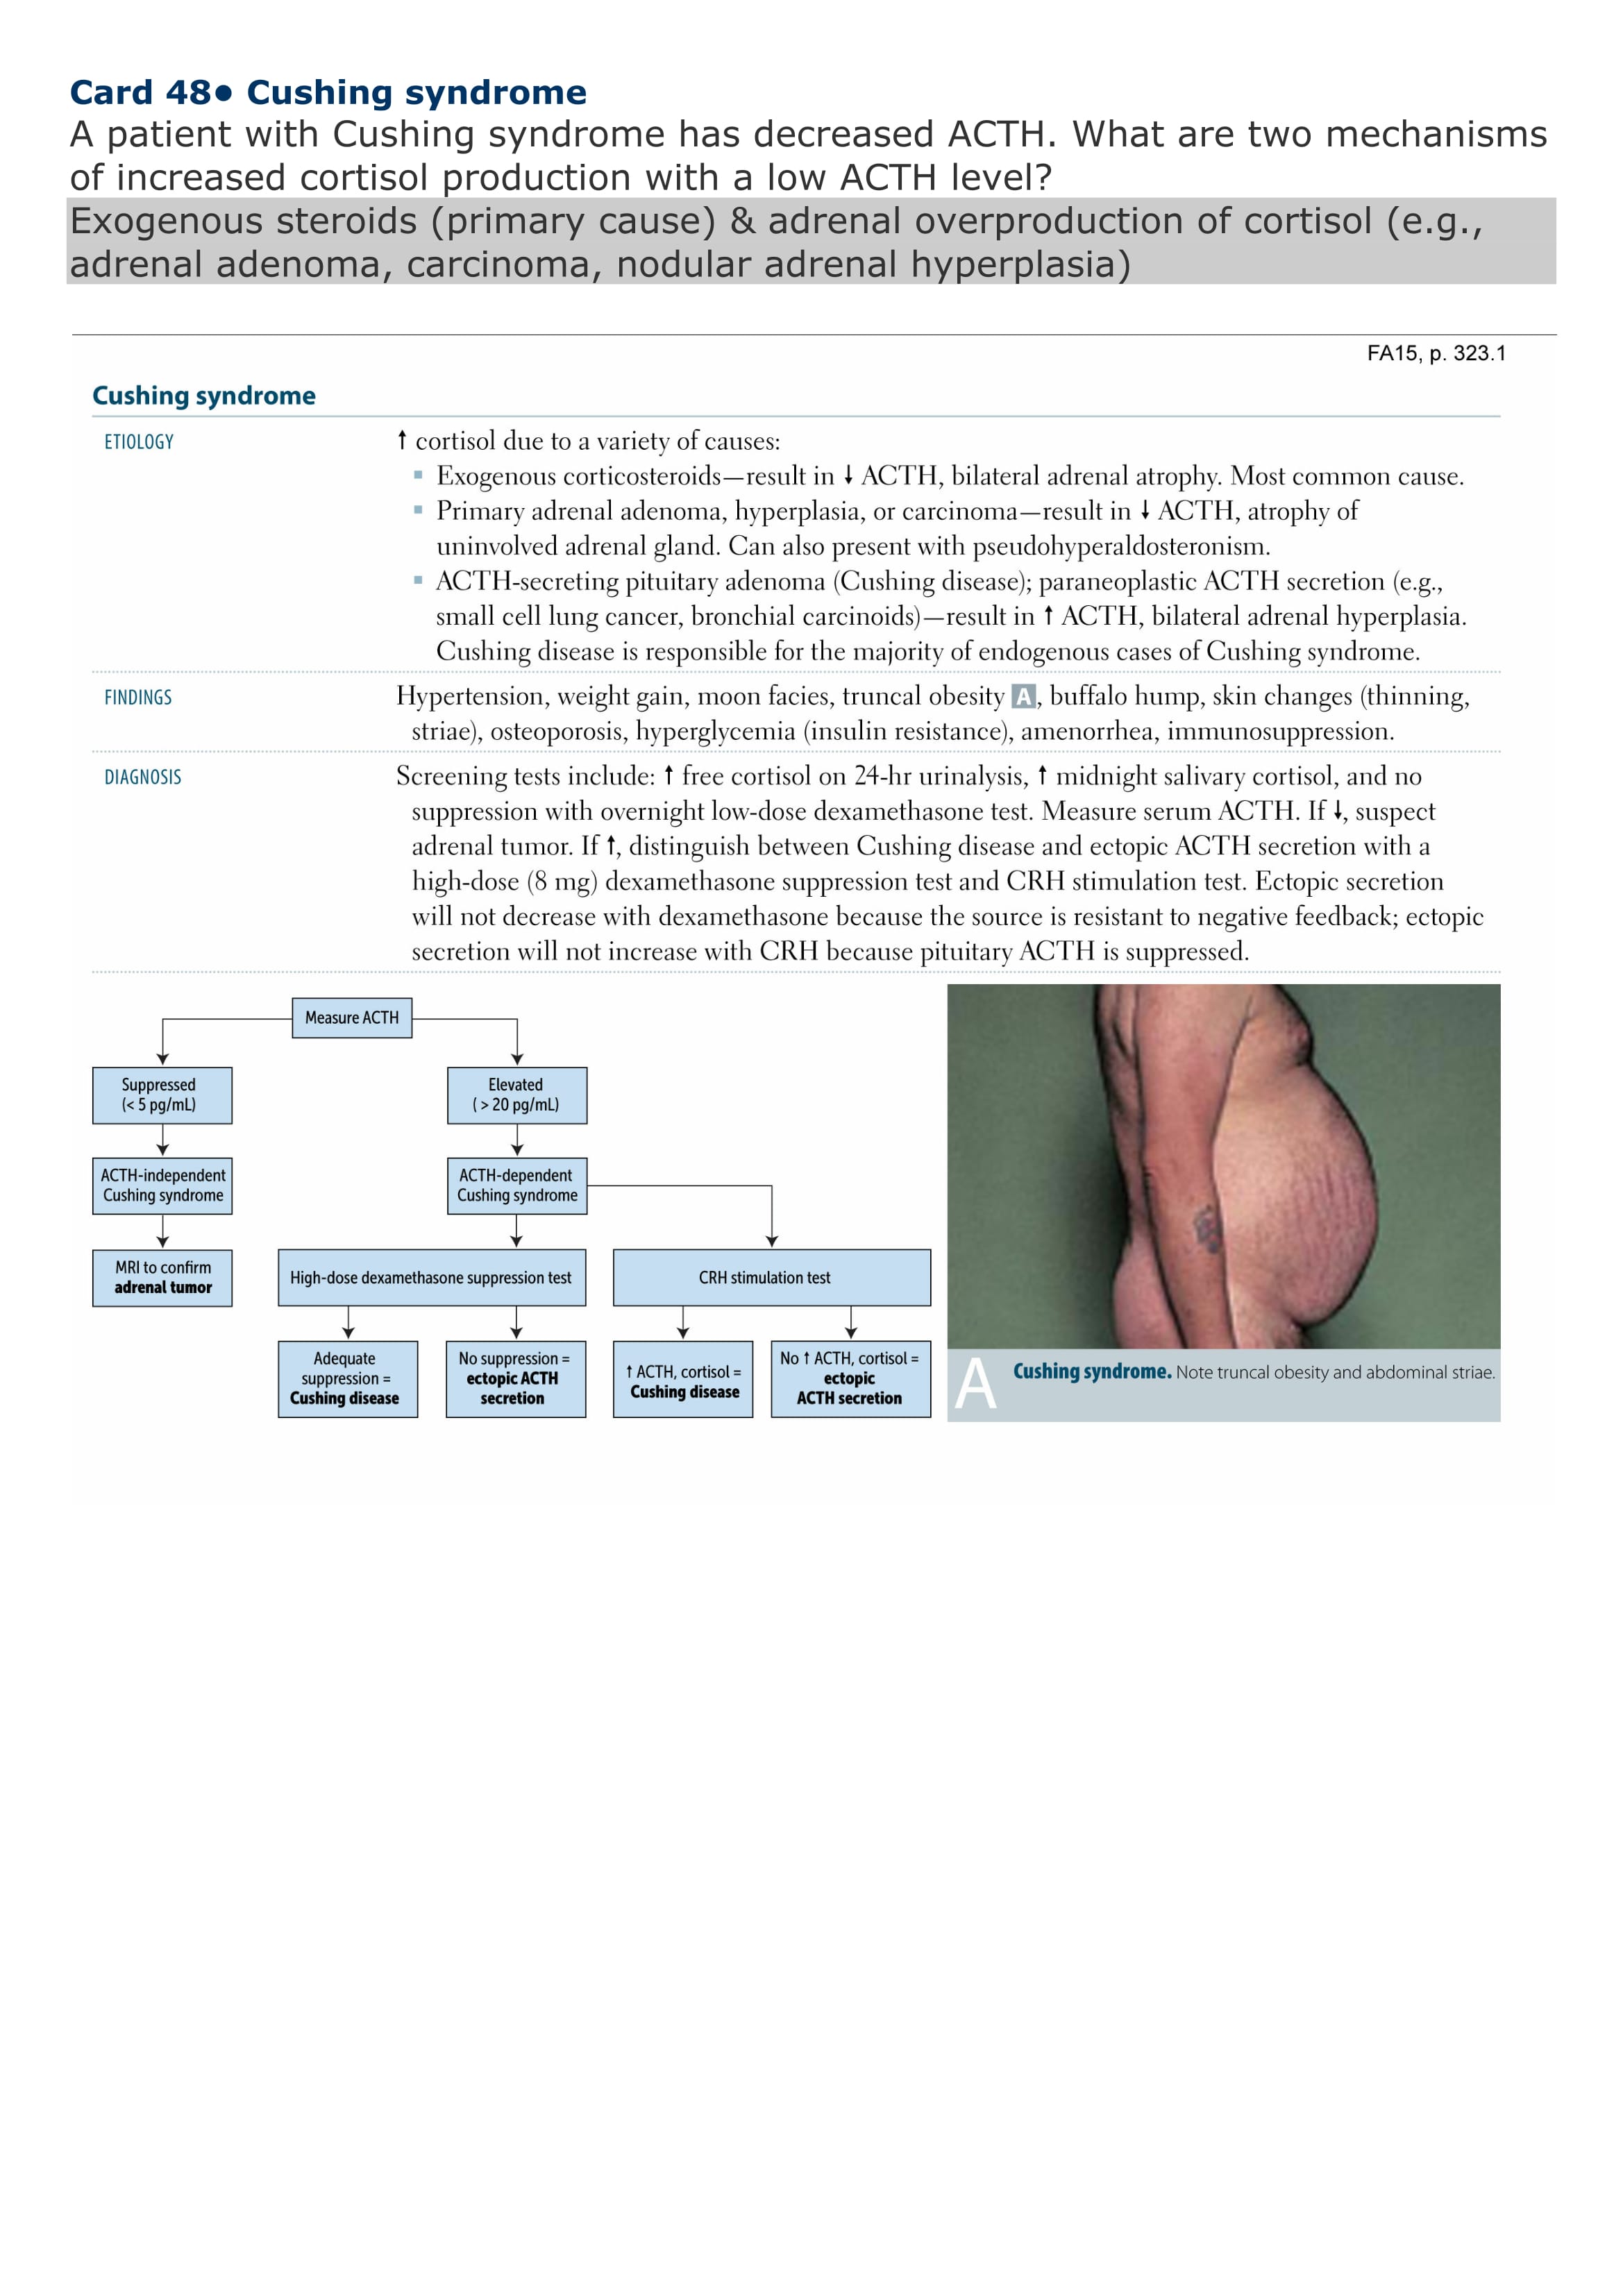 Card 48● Cushing syndrome
A patient with Cushing syndrome has decreased ACTH. What are two mechanisms
of increased cortisol production with a low ACTH level?
Exogenous steroids (primary cause) & adrenal overproduction of cortisol (e.g.,
adrenal adenoma, carcinoma, nodular adrenal hyperplasia)
FA15, p. 323.1
Cushing syndrome
ETIOLOGY
↑ cortisol due to a variety of causes:
▪ Exogenous corticosteroids—result in ↓ ACTH, bilateral adrenal atrophy. Most common cause.
▪ Primary adrenal adenoma, hyperplasia, or carcinoma—result in ↓ ACTH, atrophy of
uninvolved adrenal gland. Can also present with pseudohyperaldosteronism.
▪ ACTH-secreting pituitary adenoma (Cushing disease); paraneoplastic ACTH secretion (e.g.,
small cell lung cancer, bronchial carcinoids)—result in ↑ ACTH, bilateral adrenal hyperplasia.
Cushing disease is responsible for the majority of endogenous cases of Cushing syndrome.
FINDINGS
Hypertension, weight gain, moon facies, truncal obesity A, buffalo hump, skin changes (thinning,
striae), osteoporosis, hyperglycemia (insulin resistance), amenorrhea, immunosuppression.
DIAGNOSIS
Screening tests include: ↑ free cortisol on 24-hr urinalysis, ↑ midnight salivary cortisol, and no
suppression with overnight low-dose dexamethasone test. Measure serum ACTH. If ↓, suspect
adrenal tumor. If ↑, distinguish between Cushing disease and ectopic ACTH secretion with a
high-dose (8 mg) dexamethasone suppression test and CRH stimulation test. Ectopic secretion
will not decrease with dexamethasone because the source is resistant to negative feedback; ectopic
secretion will not increase with CRH because pituitary ACTH is suppressed.
Measure ACTH
Suppressed
(< 5 pg/mL)
Elevated
( > 20 pg/mL)
ACTH-independent
Cushing syndrome
ACTH-dependent
Cushing syndrome
MRI to confirm
adrenal tumor
High-dose dexamethasone suppression test
CRH stimulation test
Adequate
suppression =
Cushing disease
No suppression =
ectopic ACTH
secretion
↑ ACTH, cortisol =
Cushing disease
No ↑ ACTH, cortisol =
ectopic
ACTH secretion
A
Cushing syndrome. Note truncal obesity and abdominal striae.